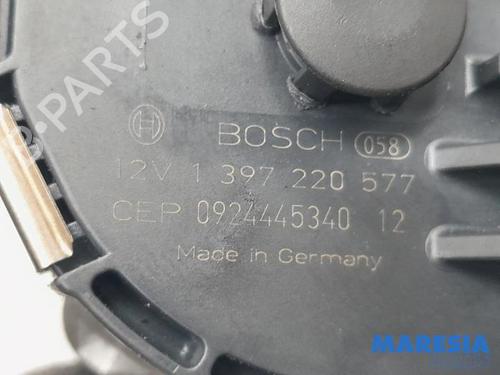 B-PARTS
BOSCH 058
12V 1 397 220 577
CEP 0924445340 12
Made in Germany
MARESIA